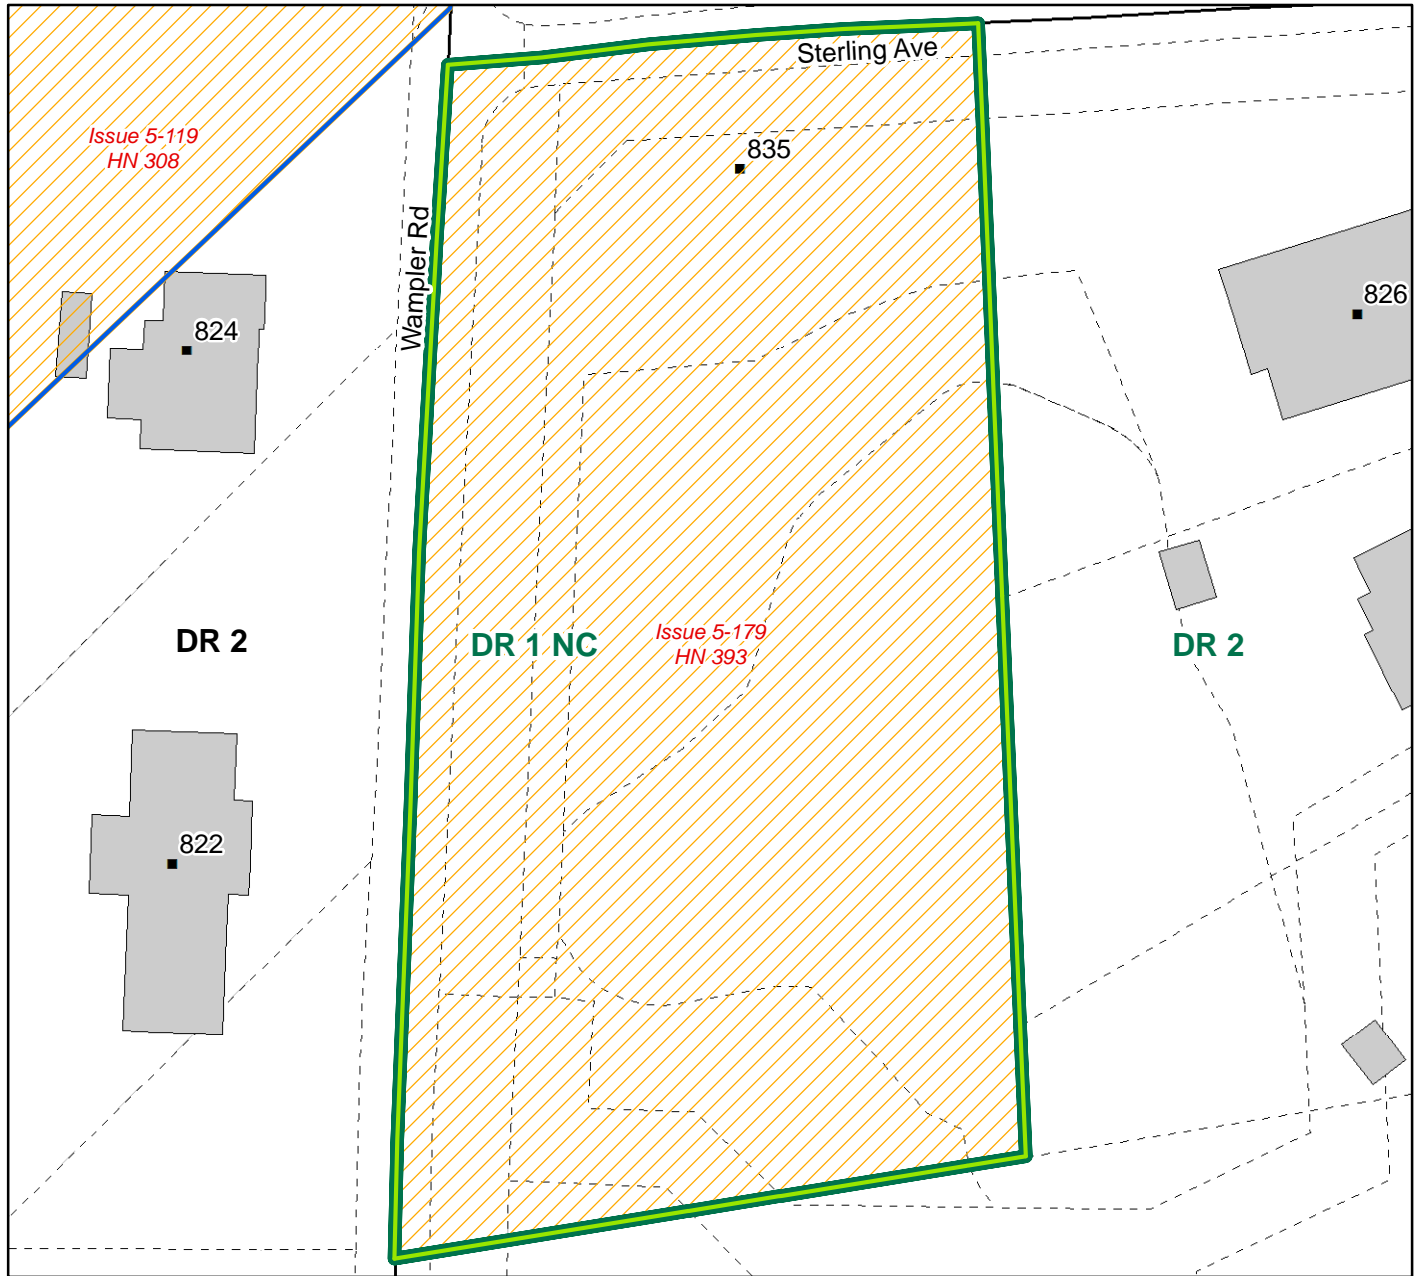 Sterling Ave
Issue 5-119
HN 308
835
Wampler Rd
826
824
DR 2
DR 1 NC
Issue 5-179
HN 393
DR 2
822